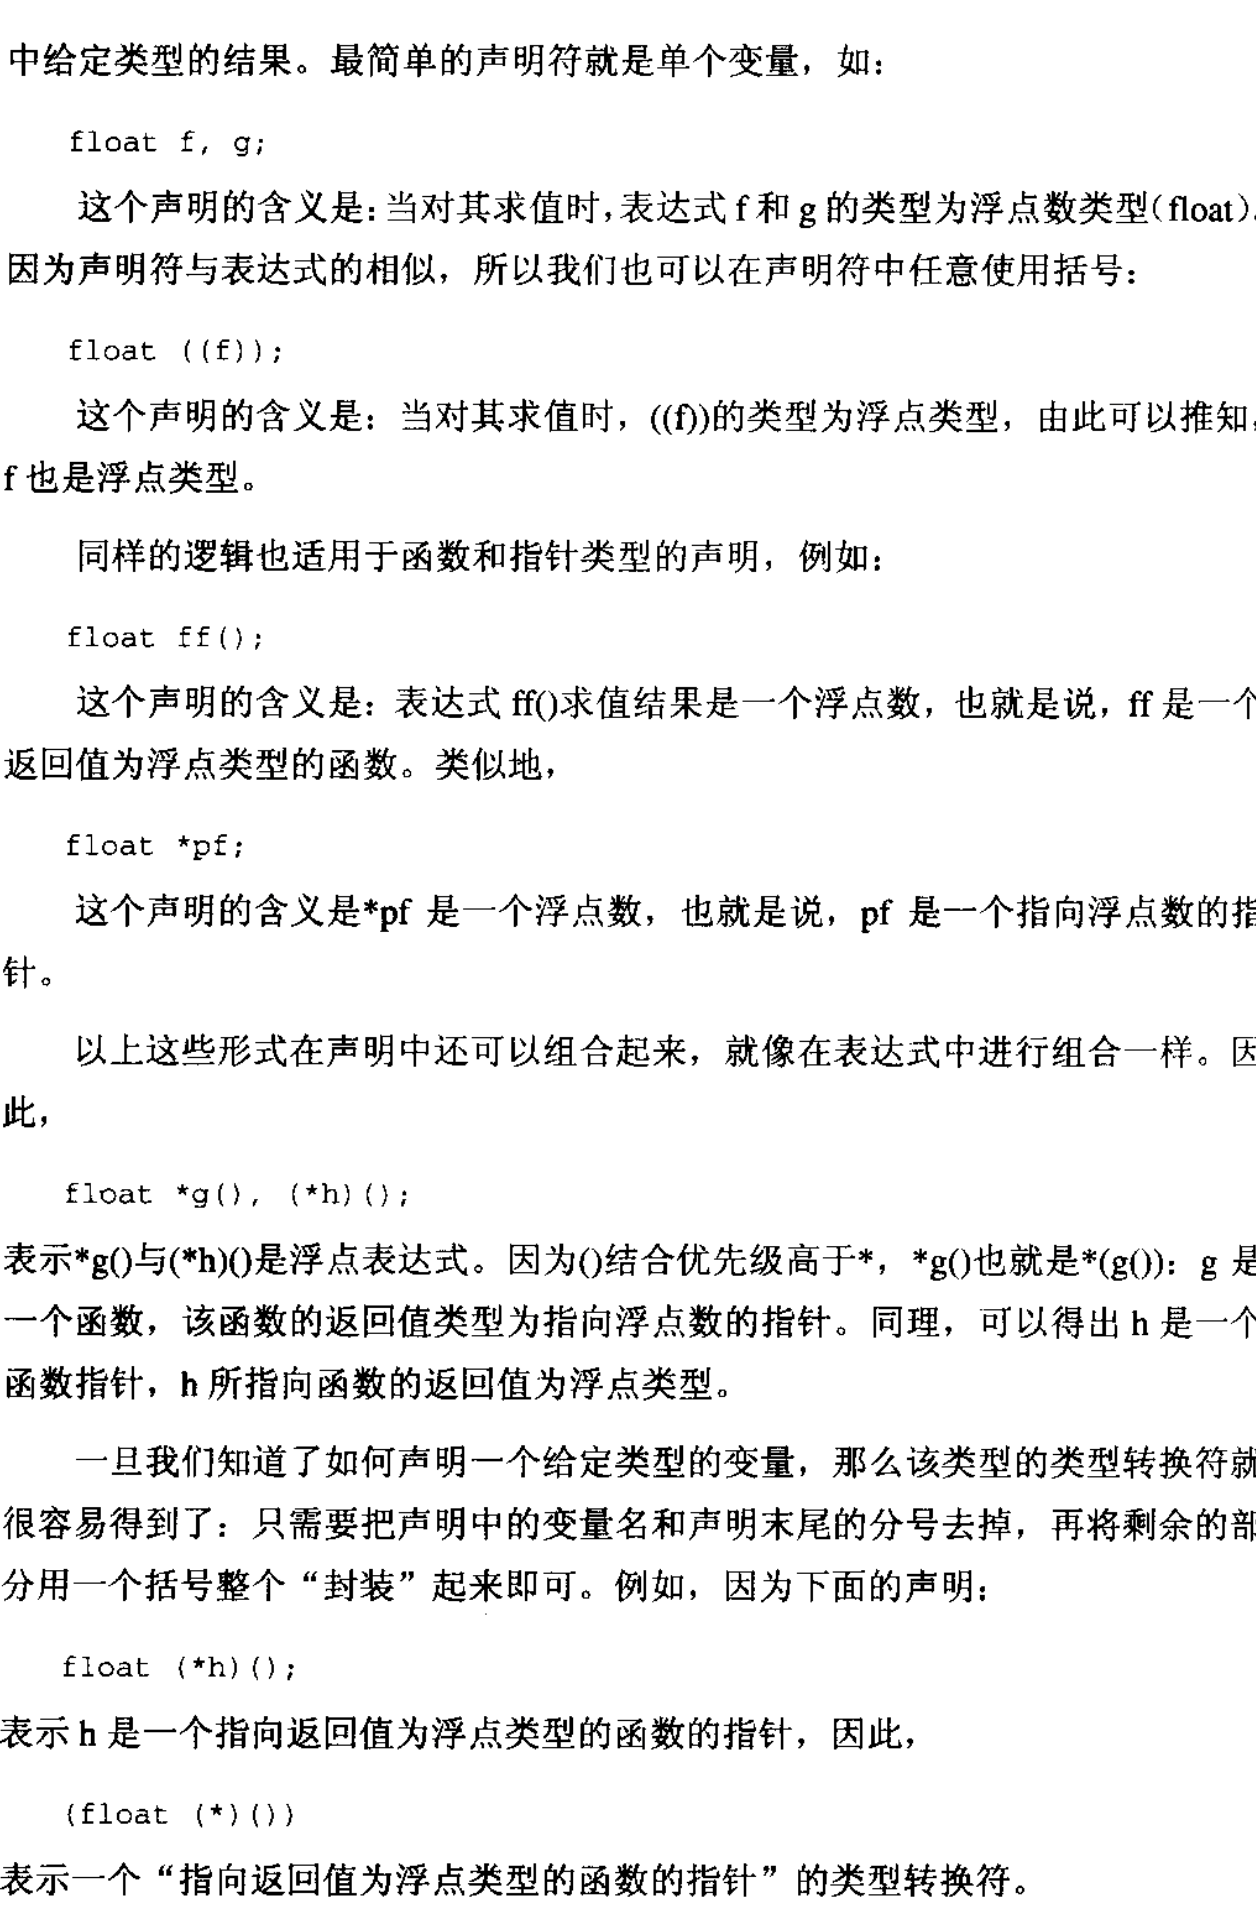 中给定类型的结果。最简单的声明符就是单个变量，如：
float f, g;
这个声明的含义是：当对其求值时，表达式 f 和 g 的类型为浮点数类型（float）。
因为声明符与表达式的相似，所以我们也可以在声明符中任意使用括号：
float ((f));
这个声明的含义是：当对其求值时，((f))的类型为浮点类型，由此可以推知，
f 也是浮点类型。
同样的逻辑也适用于函数和指针类型的声明，例如：
float ff();
这个声明的含义是：表达式 ff()求值结果是一个浮点数，也就是说，ff 是一个
返回值为浮点类型的函数。类似地，
float *pf;
这个声明的含义是*pf 是一个浮点数，也就是说，pf 是一个指向浮点数的指
针。
以上这些形式在声明中还可以组合起来，就像在表达式中进行组合一样。因
此，
float *g(), (*h)();
表示*g()与(*h)()是浮点表达式。因为()结合优先级高于*，*g()也就是*(g())：g 是
一个函数，该函数的返回值类型为指向浮点数的指针。同理，可以得出 h 是一个
函数指针，h 所指向函数的返回值为浮点类型。
一旦我们知道了如何声明一个给定类型的变量，那么该类型的类型转换符就
很容易得到了：只需要把声明中的变量名和声明末尾的分号去掉，再将剩余的部
分用一个括号整个“封装”起来即可。例如，因为下面的声明：
float (*h)();
表示 h 是一个指向返回值为浮点类型的函数的指针，因此，
(float (*)())
表示一个“指向返回值为浮点类型的函数的指针”的类型转换符。